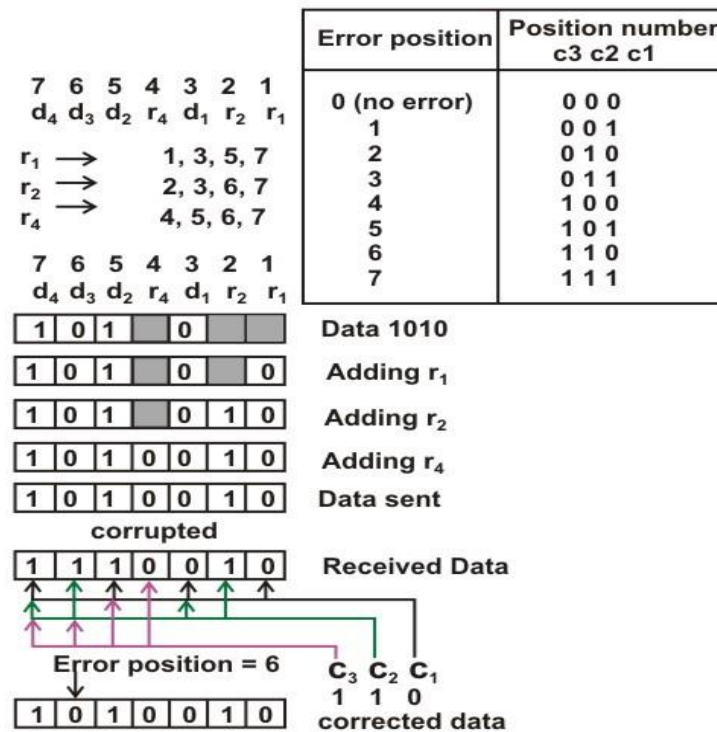 Error position Position number
c3 c2 c1
0 (no error) 0 0 0
1 0 0 1
2 0 1 0
3 0 1 1
4 1 0 0
5 1 0 1
6 1 1 0
7 1 1 1
7 6 5 4 3 2 1
d₄ d₃ d₂ r₄ d₁ r₂ r₁
r₁ → 1, 3, 5, 7
r₂ → 2, 3, 6, 7
r₄ → 4, 5, 6, 7
7 6 5 4 3 2 1
d₄ d₃ d₂ r₄ d₁ r₂ r₁
1 0 1 0 Data 1010
1 0 1 0 0 Adding r₁
1 0 1 0 1 0 Adding r₂
1 0 1 0 0 1 0 Adding r₄
1 0 1 0 0 1 0 Data sent
corrupted
1 1 1 0 0 1 0 Received Data
Error position = 6 C₃ C₂ C₁
1 1 0
1 0 1 0 0 1 0 corrected data